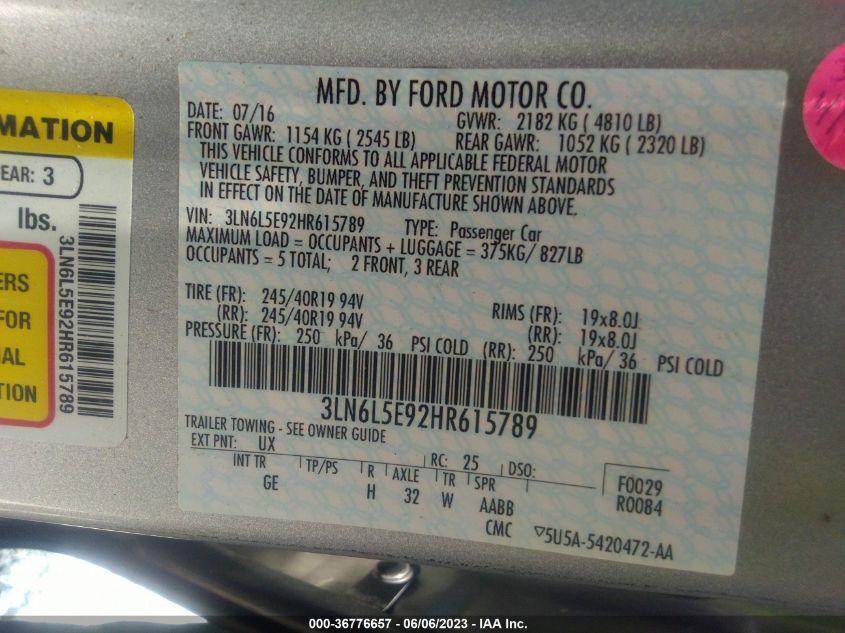 MFD. BY FORD MOTOR CO.
DATE: 07/16
GVWR: 2182 KG ( 4810 LB)
FRONT GAWR: 1154 KG ( 2545 LB)
REAR GAWR: 1052 KG ( 2320 LB)
THIS VEHICLE CONFORMS TO ALL APPLICABLE FEDERAL MOTOR
VEHICLE SAFETY, BUMPER, AND THEFT PREVENTION STANDARDS
IN EFFECT ON THE DATE OF MANUFACTURE SHOWN ABOVE.
VIN: 3LN6L5E92HR615789 TYPE: Passenger Car
MAXIMUM LOAD = OCCUPANTS + LUGGAGE = 375KG/ 827LB
OCCUPANTS = 5 TOTAL; 2 FRONT, 3 REAR
TIRE (FR): 245/40R19 94V RIMS (FR): 19x8.0J
(RR): 245/40R19 94V (RR): 19x8.0J
PRESSURE (FR): 250 kPa/ 36 PSI COLD (RR): 250 kPa/ 36 PSI COLD
3LN6L5E92HR615789
TRAILER TOWING - SEE OWNER GUIDE
EXT PNT: UX RC: 25 DSO:
INT TR TP/PS R AXLE TR SPR
GE H 32 W AABB
CMC
F0029
R0084
▽5U5A-5420472-AA
MATION
EAR: 3
lbs.
ERS
FOR
IAL
TION
3LN6L5E92HR615789
000-36776657 - 06/06/2023 - IAA Inc.